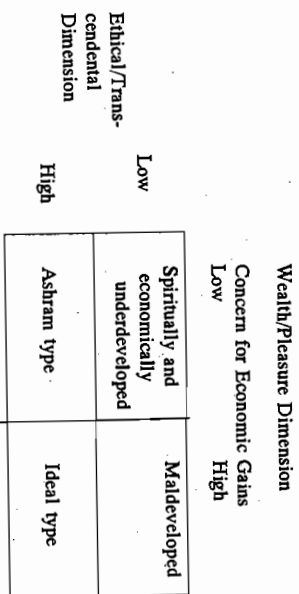 Wealth/Pleasure Dimension
Concern for Economic Gains
Low High
Ethical/Trans-
cendental
Dimension
Low
Spiritually and
economically
underdeveloped
Maldeveloped
High
Ashram type
Ideal type